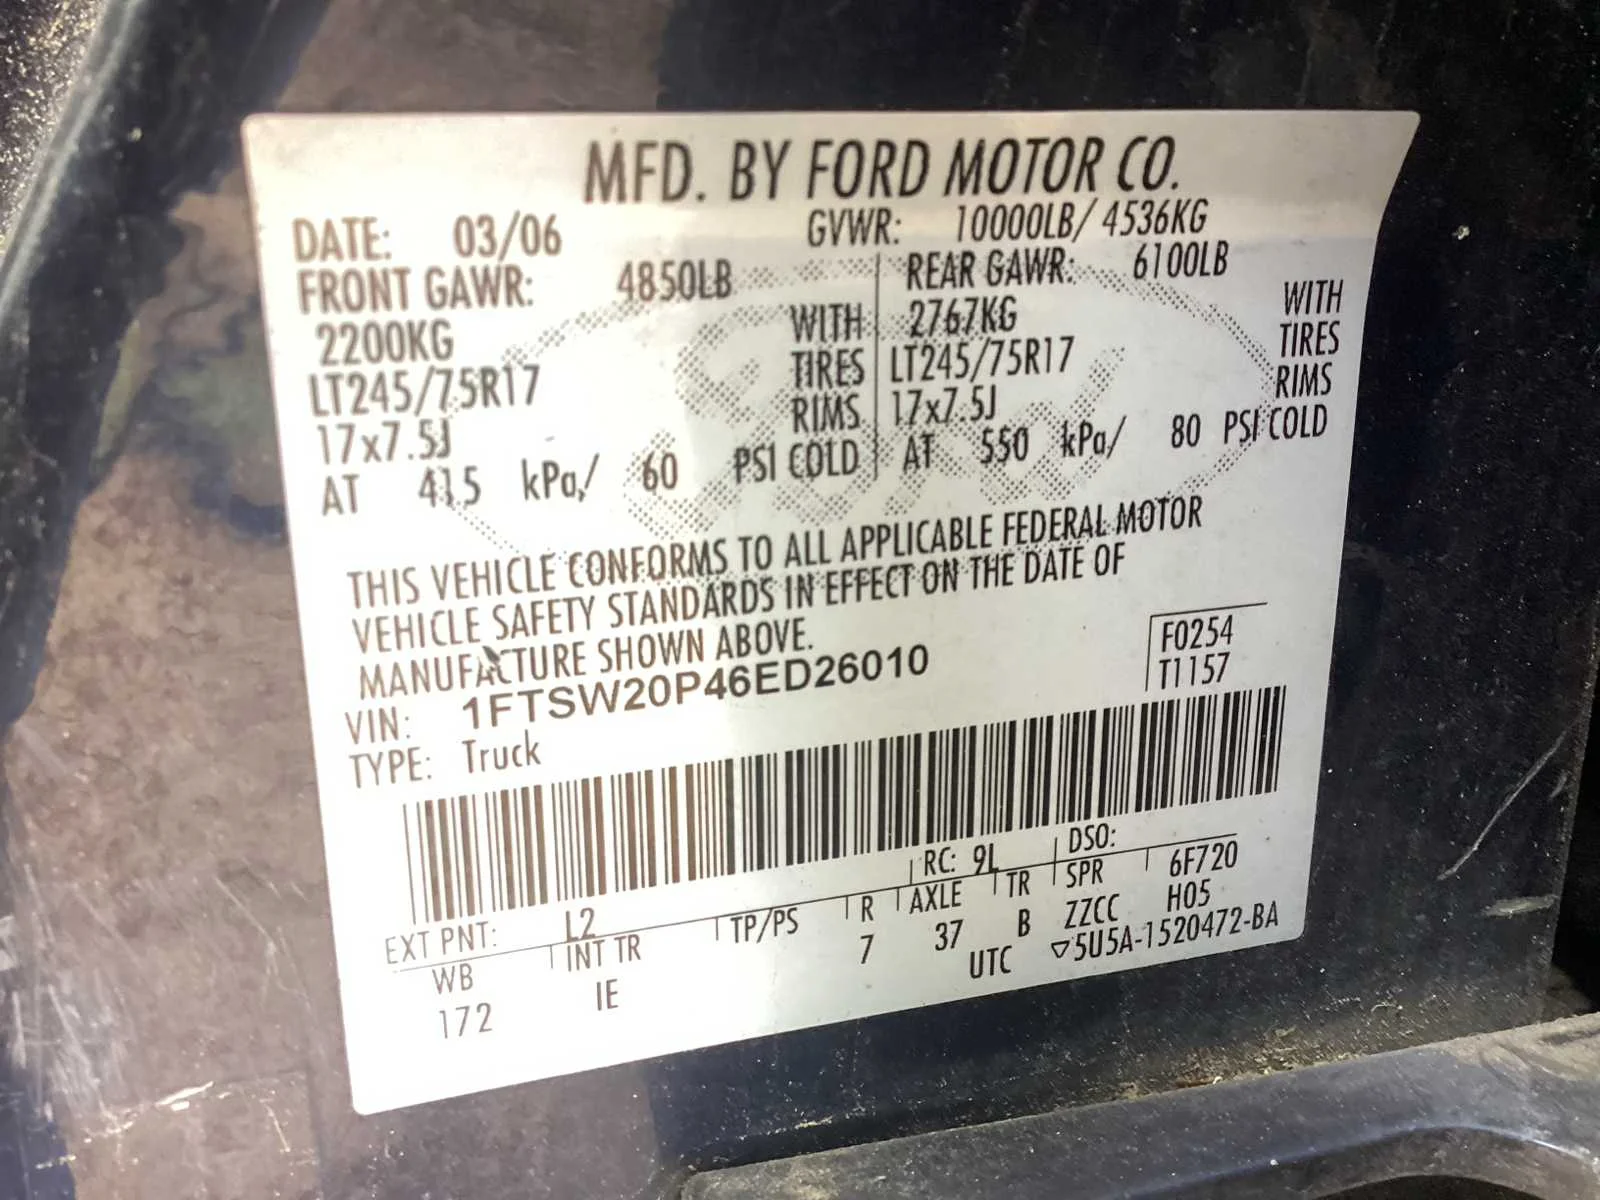 MFD. BY FORD MOTOR CO.
DATE: 03/06 GVWR: 10000LB/ 4536KG
FRONT GAWR: 4850LB REAR GAWR: 6100LB
2200KG WITH 2767KG WITH
LT245/75R17 TIRES LT245/75R17 TIRES
17x7.5J RIMS 17x7.5J RIMS
AT 415 kPa/ 60 PSI COLD AT 550 kPa/ 80 PSI COLD
THIS VEHICLE CONFORMS TO ALL APPLICABLE FEDERAL MOTOR
VEHICLE SAFETY STANDARDS IN EFFECT ON THE DATE OF
MANUFACTURE SHOWN ABOVE.
VIN: 1FTSW20P46ED26010 F0254
TYPE: Truck T1157
EXT PNT: L2 RC: 9L DSO:
WB INT TR TP/PS R AXLE TR SPR 6F720
172 IE 7 37 B ZZCC H05
UTC ▽5U5A-1520472-BA